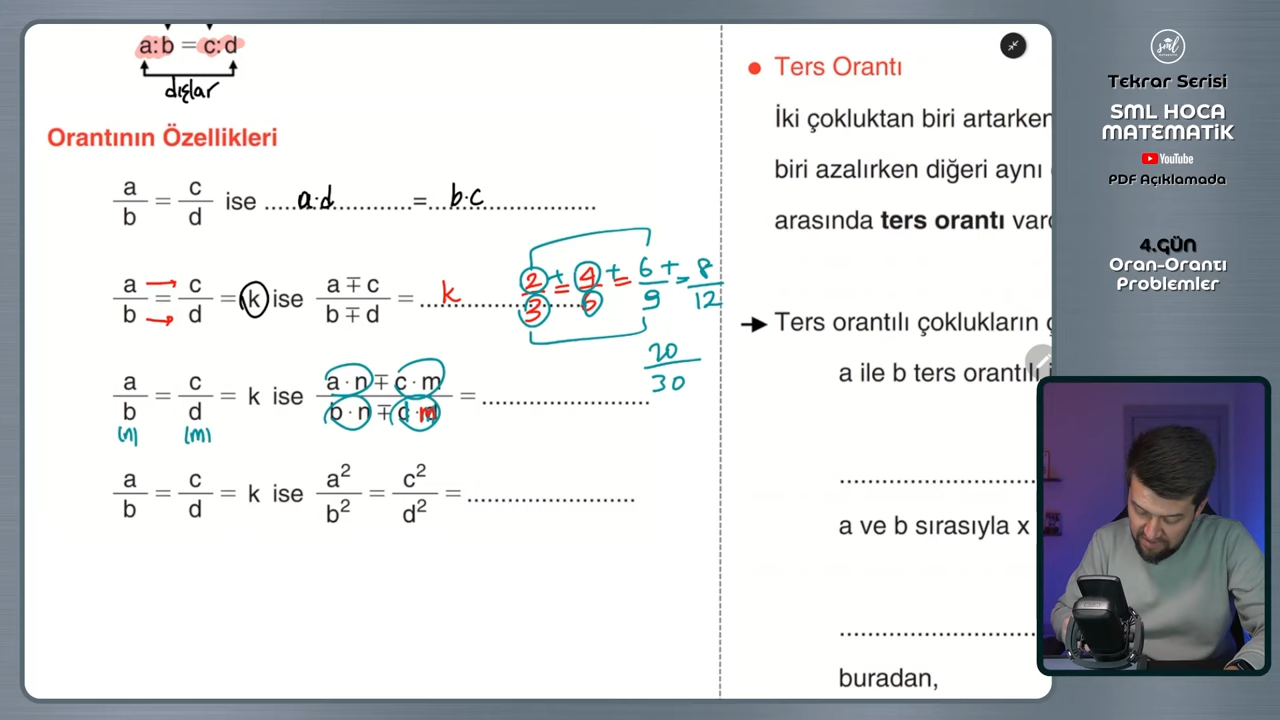 a:b = c:d
dışlar
Orantının Özellikleri
a/b = c/d ise .....a·d............=...b·c.....................
a/b = c/d = k ise a∓c/b∓d = ....k....................
2/3 + = 4/6 + = 6/9 + = 8/12
20/30
a/b = c/d = k ise a·n∓c·m/b·n∓d·m = ........................
(n) (m)
a/b = c/d = k ise a²/b² = c²/d² = ........................
• Ters Orantı
İki çokluktan biri artarken
biri azalırken diğeri aynı
arasında ters orantı
Ters orantılı çoklukların
a ile b ters orantılı
............................
a ve b sırasıyla x
............................
buradan,
sml
Tekrar Serisi
SML HOCA
MATEMATİK
YouTube
PDF Açıklamada
4.GÜN
Oran-Orantı
Problemler